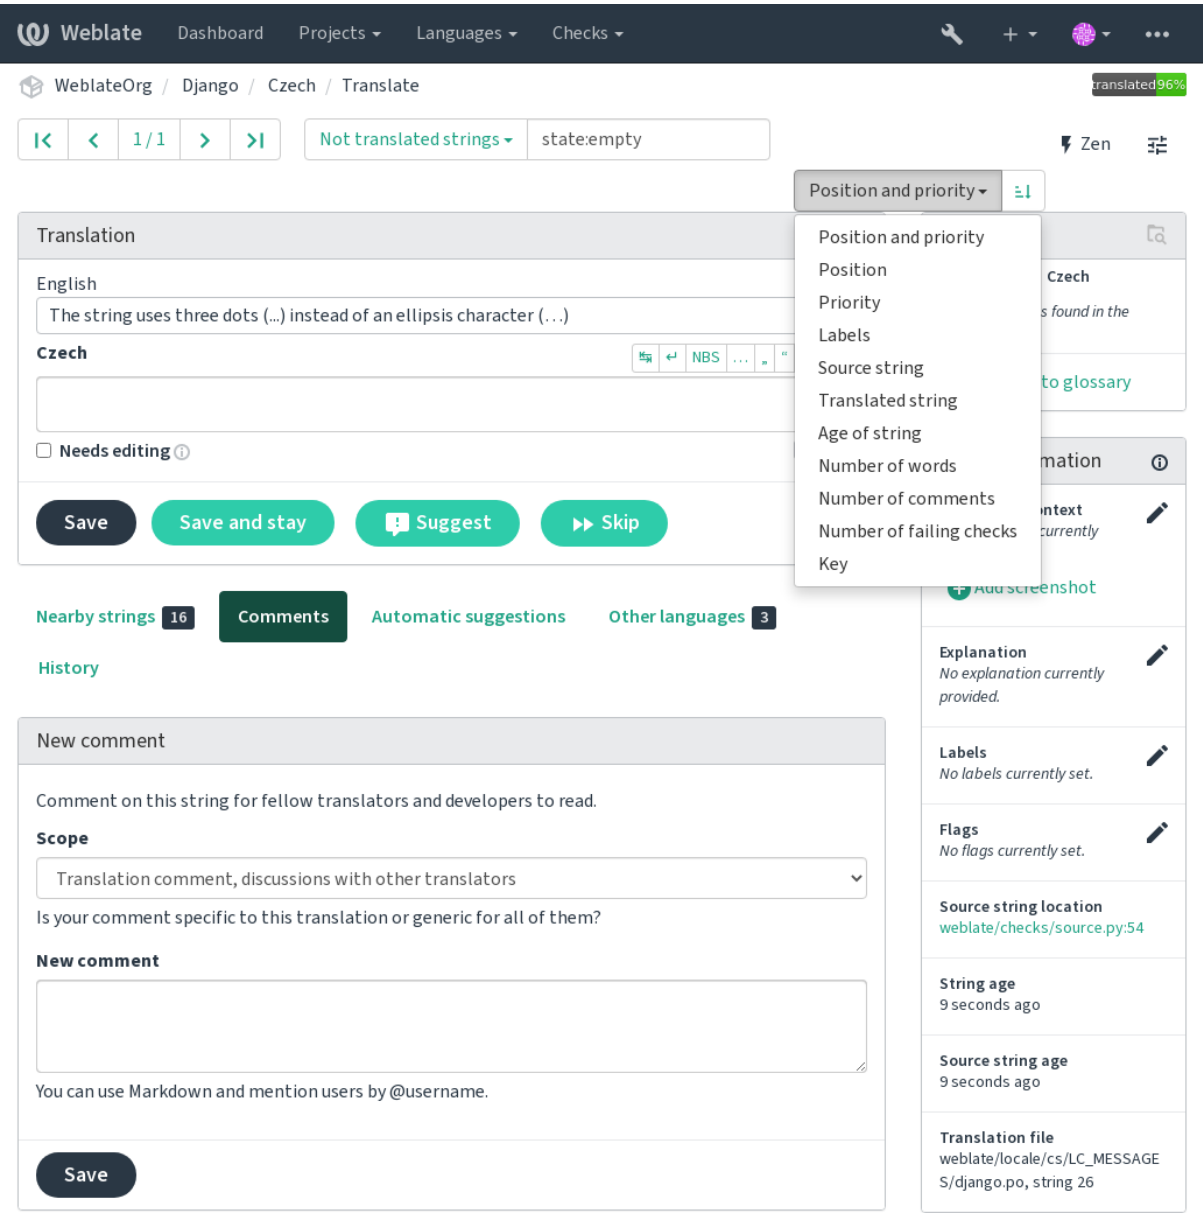 Weblate Dashboard Projects Languages Checks
WeblateOrg / Django / Czech / Translate
translated 96%
1 / 1
Not translated strings
state:empty
Zen
Position and priority
Position and priority
Position
Priority
Labels
Source string
Translated string
Age of string
Number of words
Number of comments
Number of failing checks
Key
Translation
English
The string uses three dots (...) instead of an ellipsis character (…)
Czech
NBS … „ “
Needs editing
Save
Save and stay
Suggest
Skip
Czech
s found in the
to glossary
mation
ntext
currently
Add screenshot
Nearby strings 16
Comments
Automatic suggestions
Other languages 3
History
New comment
Comment on this string for fellow translators and developers to read.
Scope
Translation comment, discussions with other translators
Is your comment specific to this translation or generic for all of them?
New comment
You can use Markdown and mention users by @username.
Save
Explanation
No explanation currently
provided.
Labels
No labels currently set.
Flags
No flags currently set.
Source string location
weblate/checks/source.py:54
String age
9 seconds ago
Source string age
9 seconds ago
Translation file
weblate/locale/cs/LC_MESSAGE
S/django.po, string 26